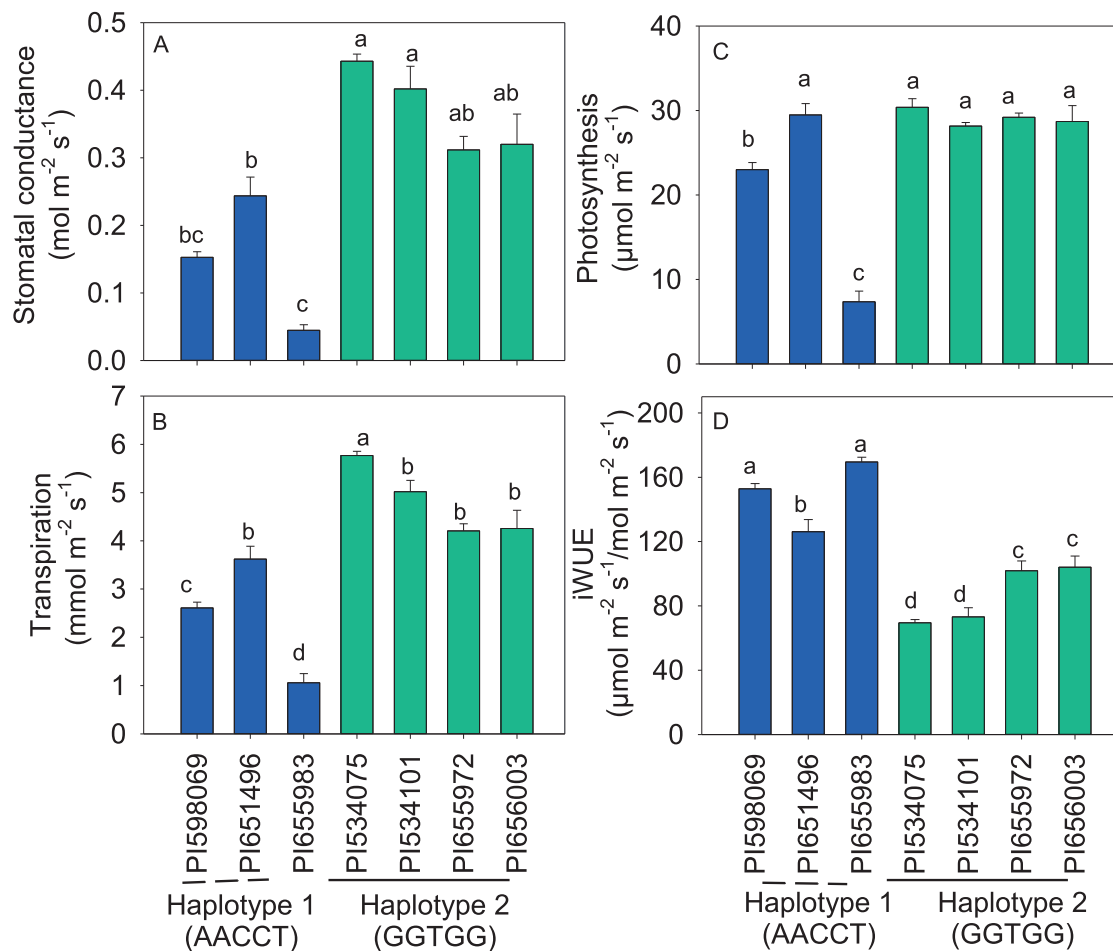 A
Stomatal conductance
(mol m-2 s-1)
0.5
0.4
0.3
0.2
0.1
0.0
bc
b
c
a
a
ab
ab
C
Photosynthesis
(µmol m-2 s-1)
40
30
20
10
0
b
a
c
a
a
a
a
B
Transpiration
(mmol m-2 s-1)
7
6
5
4
3
2
1
0
c
b
d
a
b
b
b
D
iWUE
(µmol m-2 s-1/mol m-2 s-1)
200
160
120
80
40
0
a
b
a
d
d
c
c
PI598069
PI651496
PI655983
PI534075
PI534101
PI655972
PI656003
Haplotype 1
(AACCT)
Haplotype 2
(GGTGG)
PI598069
PI651496
PI655983
PI534075
PI534101
PI655972
PI656003
Haplotype 1
(AACCT)
Haplotype 2
(GGTGG)